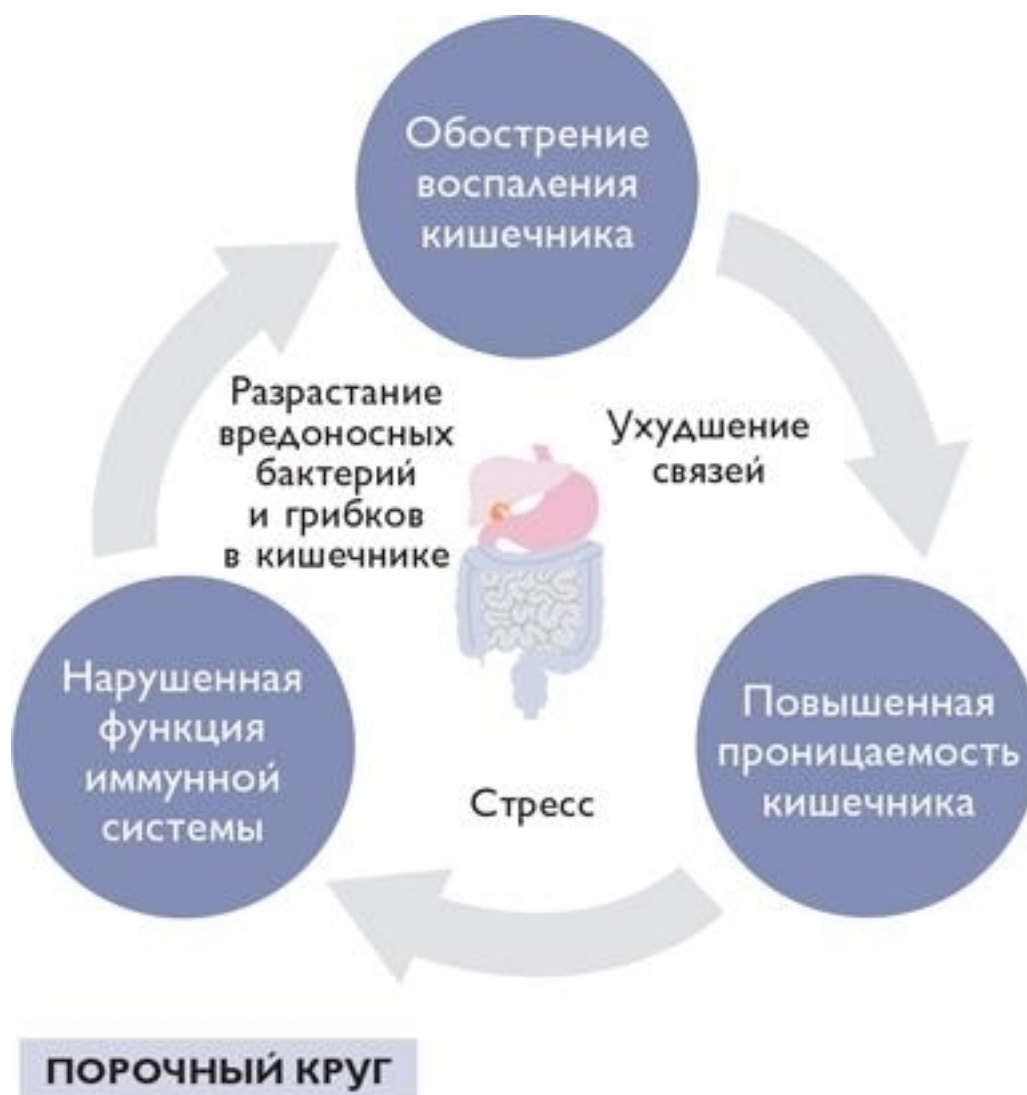 Обострение
воспаления
кишечника
Разрастание
вредоносных
бактерий
и грибков
в кишечнике
Ухудшение
связей
Нарушенная
функция
иммунной
системы
Повышенная
проницаемость
кишечника
Стресс
ПОРОЧНЫЙ КРУГ